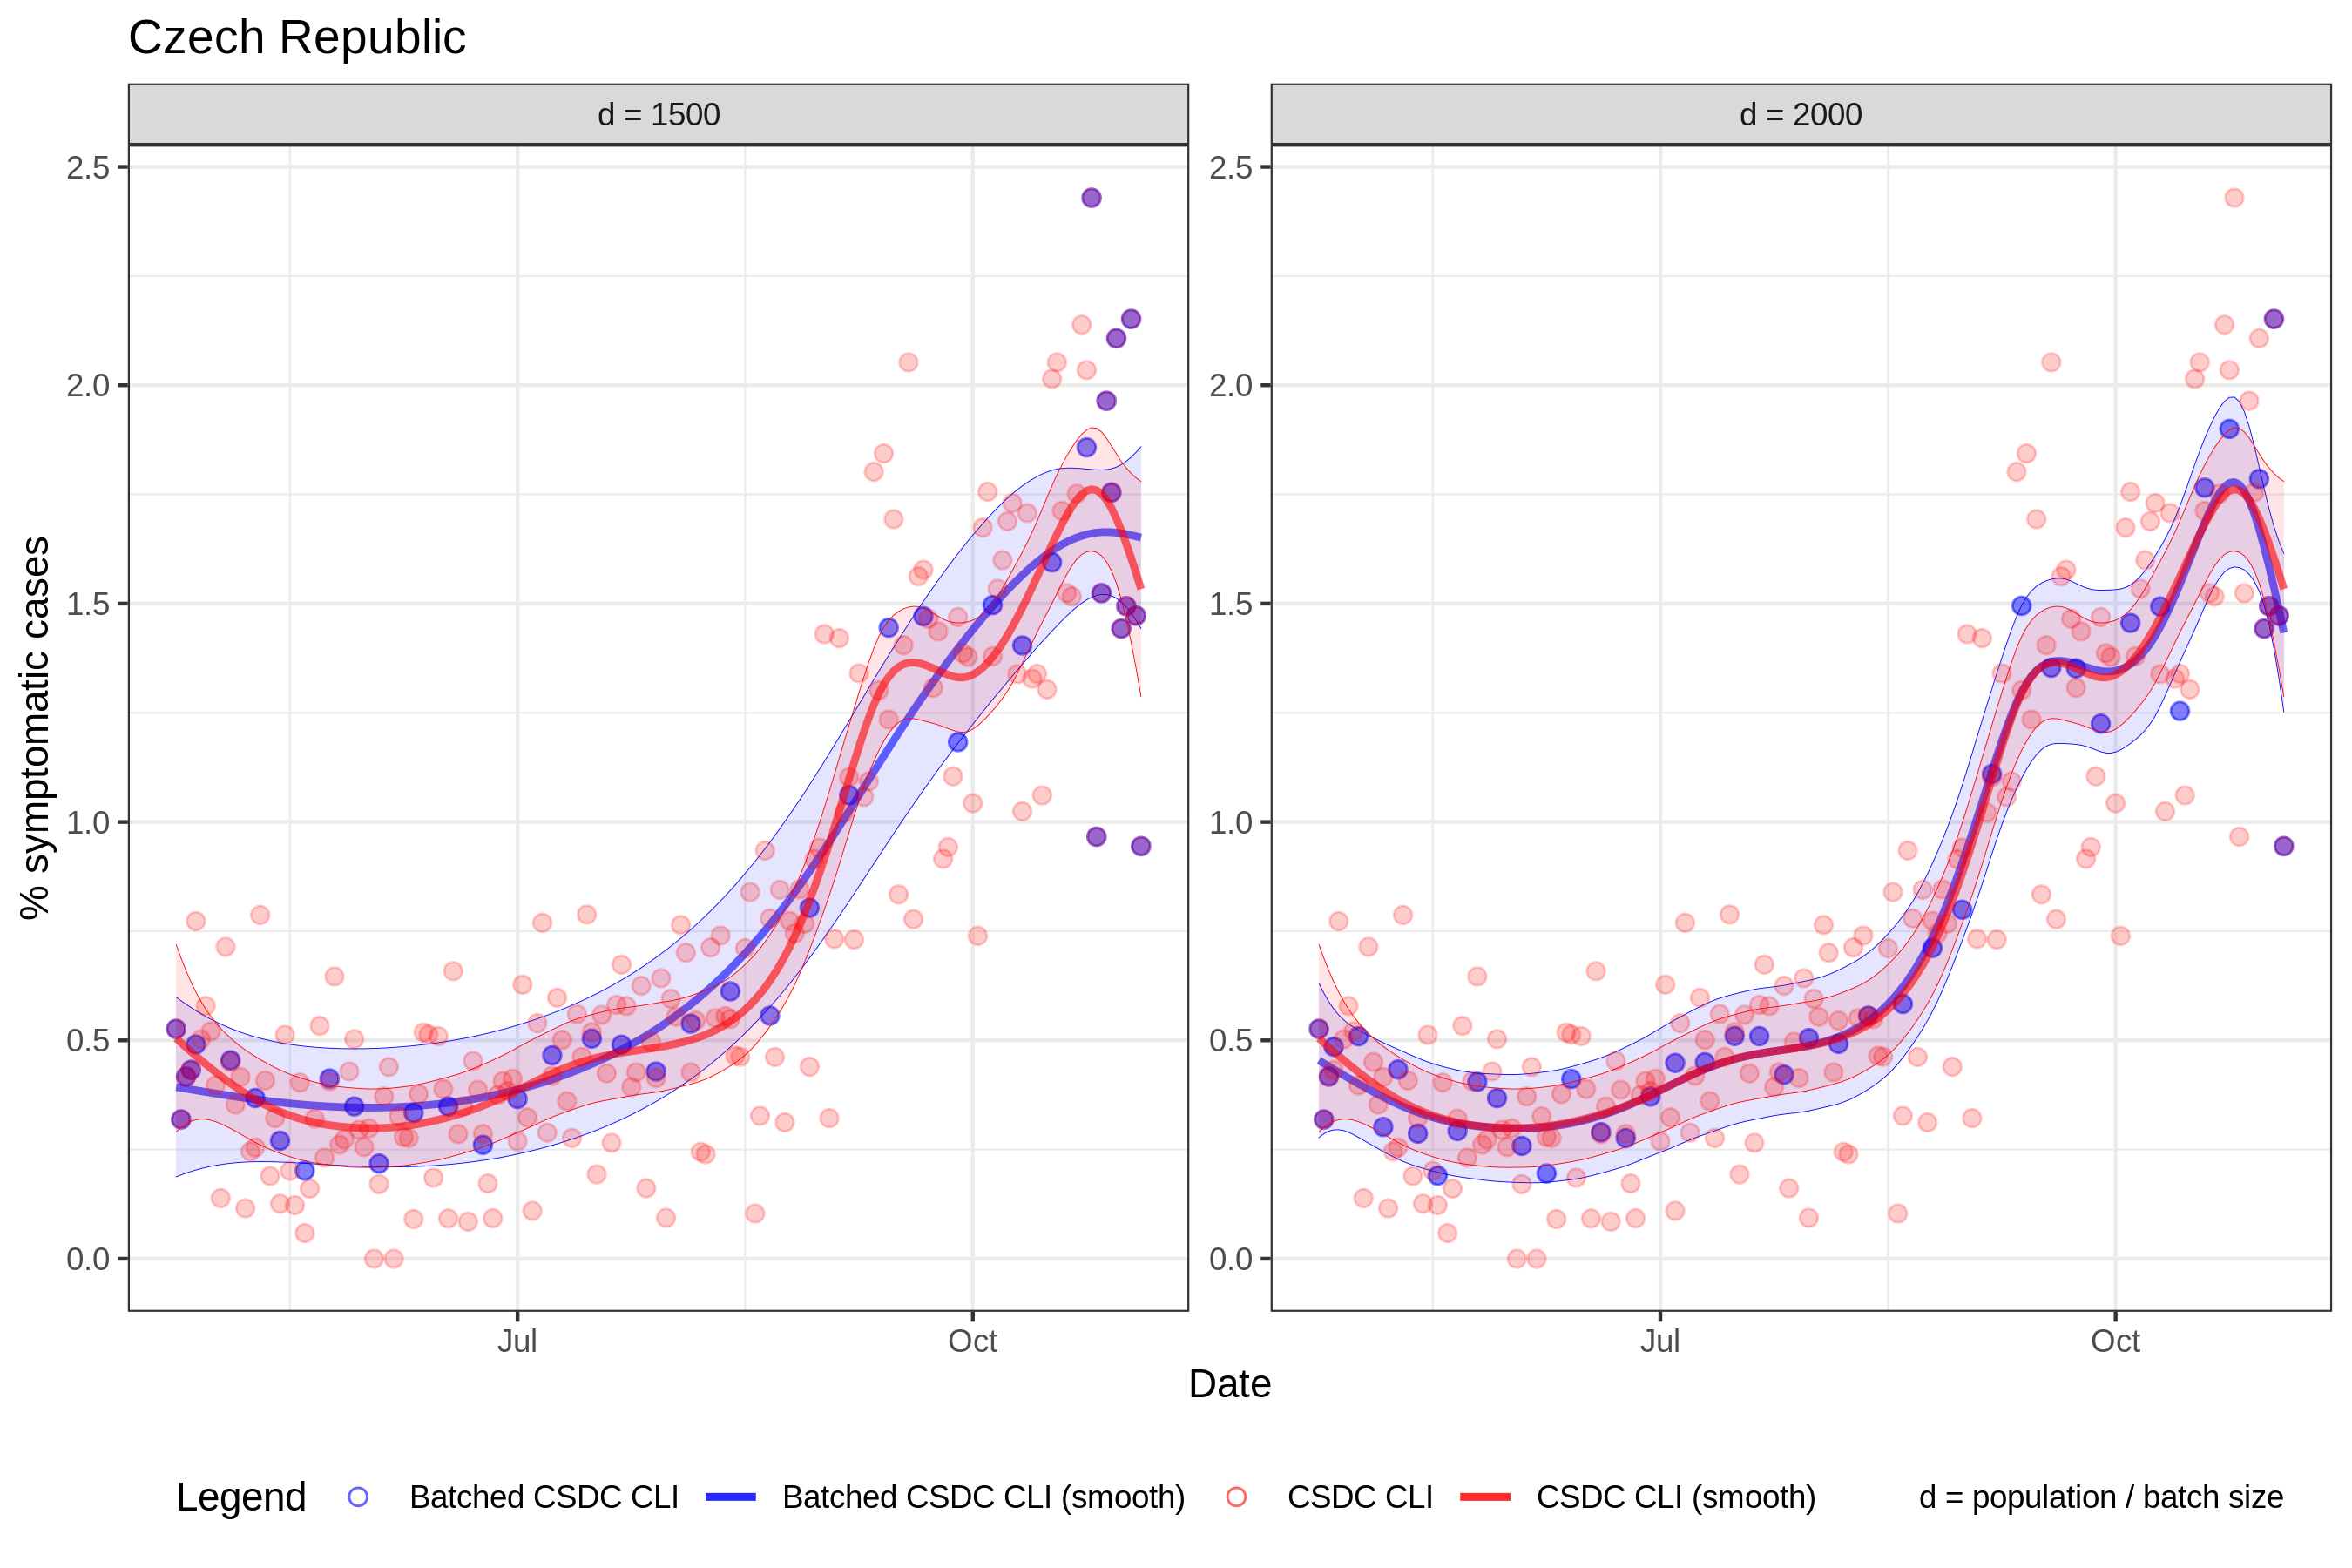 Czech Republic
d = 1500
d = 2000
% symptomatic cases
2.5
2.0
1.5
1.0
0.5
0.0
2.5
2.0
1.5
1.0
0.5
0.0
Jul
Oct
Jul
Oct
Date
Legend
Batched CSDC CLI
Batched CSDC CLI (smooth)
CSDC CLI
CSDC CLI (smooth)
d = population / batch size